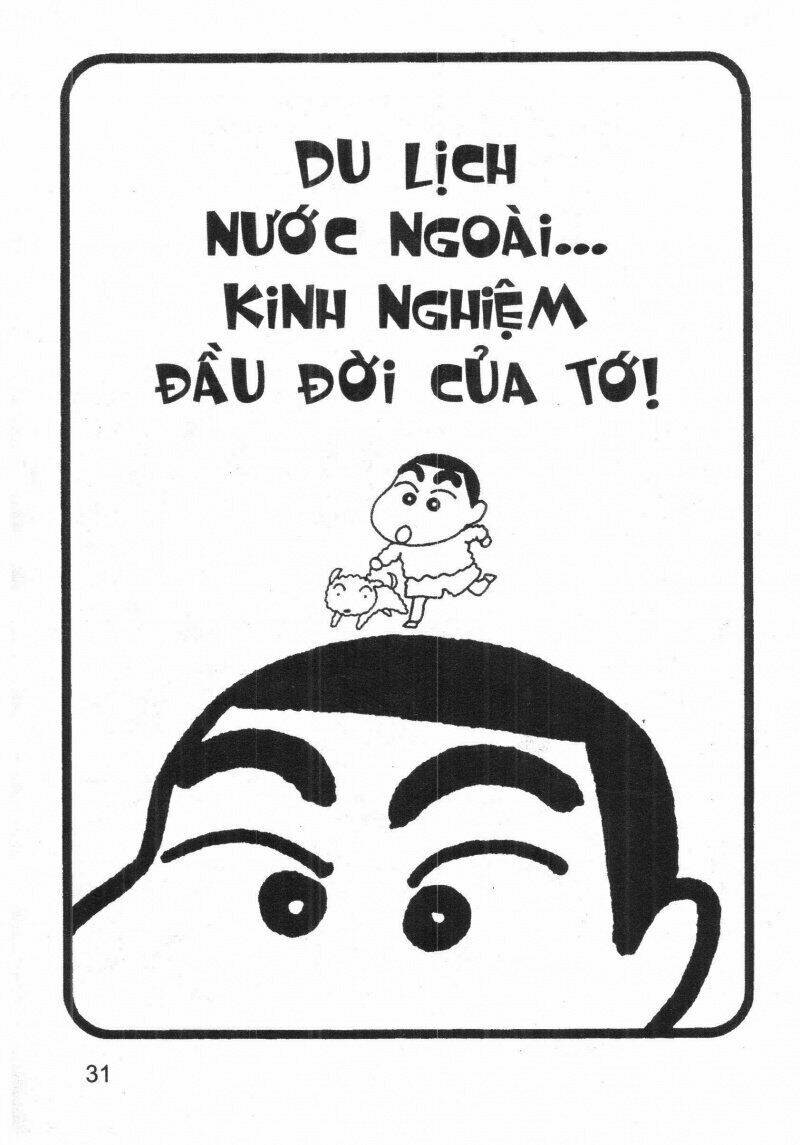 DU LỊCH
NƯỚC NGOÀI...
KINH NGHIỆM
ĐẦU ĐỜI CỦA TỚ!
31